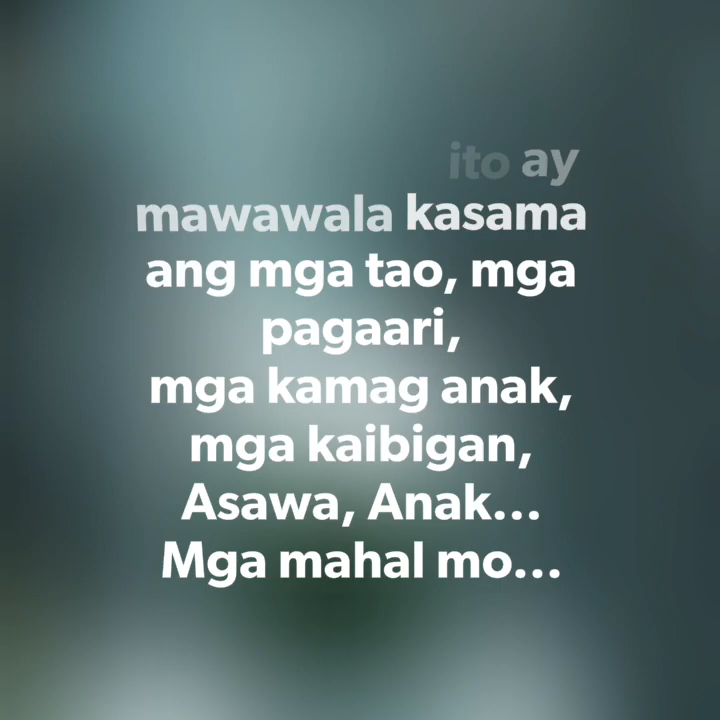 ito ay
mawawala kasama
ang mga tao, mga
pagaari,
mga kamag anak,
mga kaibigan,
Asawa, Anak...
Mga mahal mo...